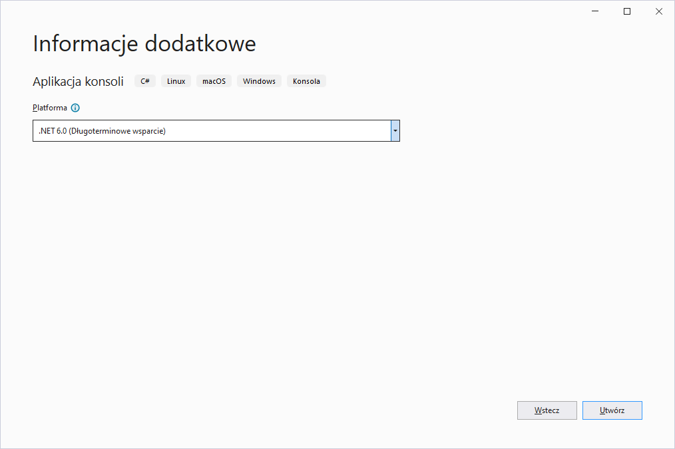 Informacje dodatkowe
Aplikacja konsoli C# Linux macOS Windows Konsola
Platforma
.NET 6.0 (Długoterminowe wsparcie)
Wstecz Utwórz